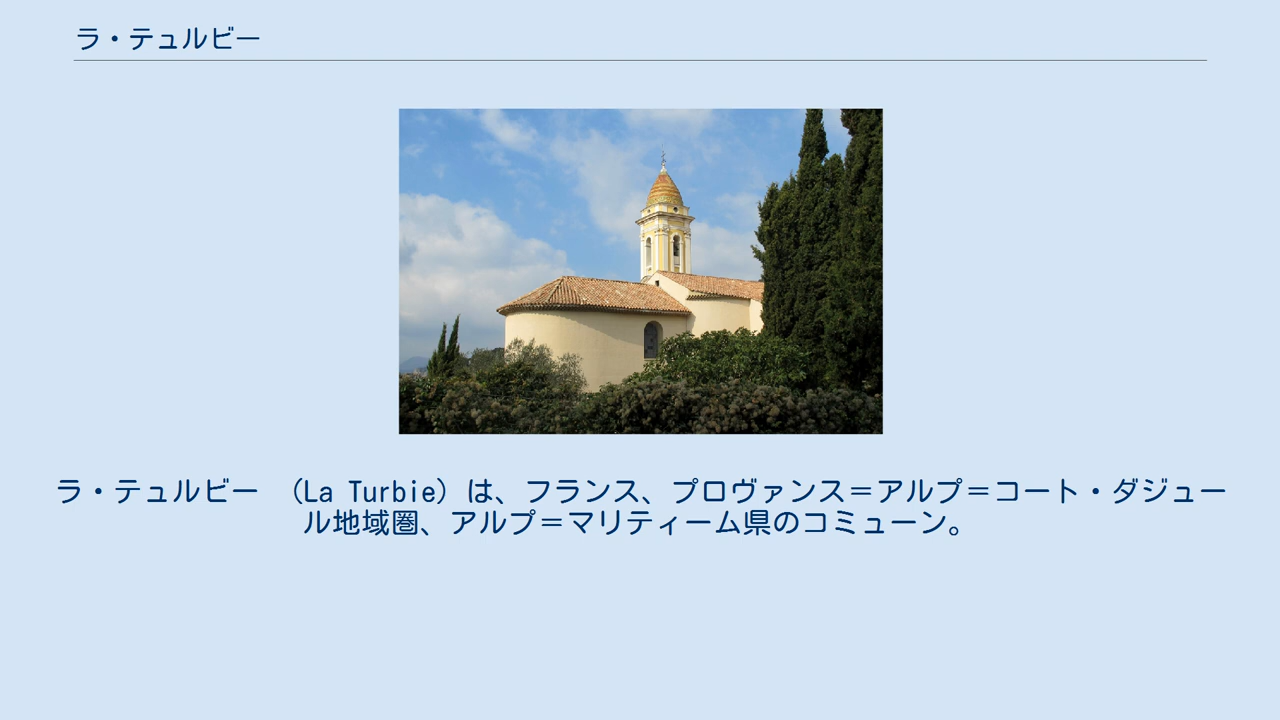 ラ・テュルビー
ラ・テュルビー （La Turbie）は、フランス、プロヴァンス＝アルプ＝コート・ダジュー
ル地域圏、アルプ＝マリティーム県のコミューン。